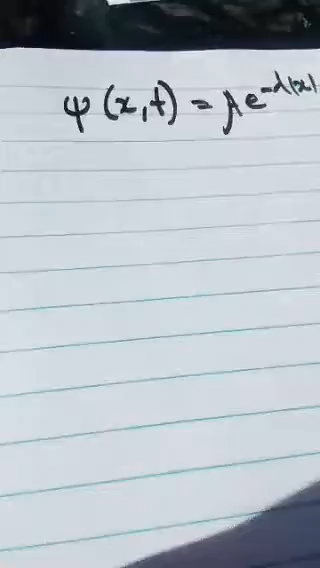 ψ(x,t) = Ae^{-d|x|